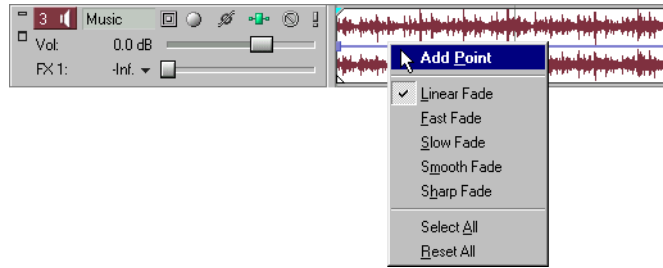 3 Music
Vol: 0.0 dB
FX 1: -Inf.
Add Point
Linear Fade
Fast Fade
Slow Fade
Smooth Fade
Sharp Fade
Select All
Reset All